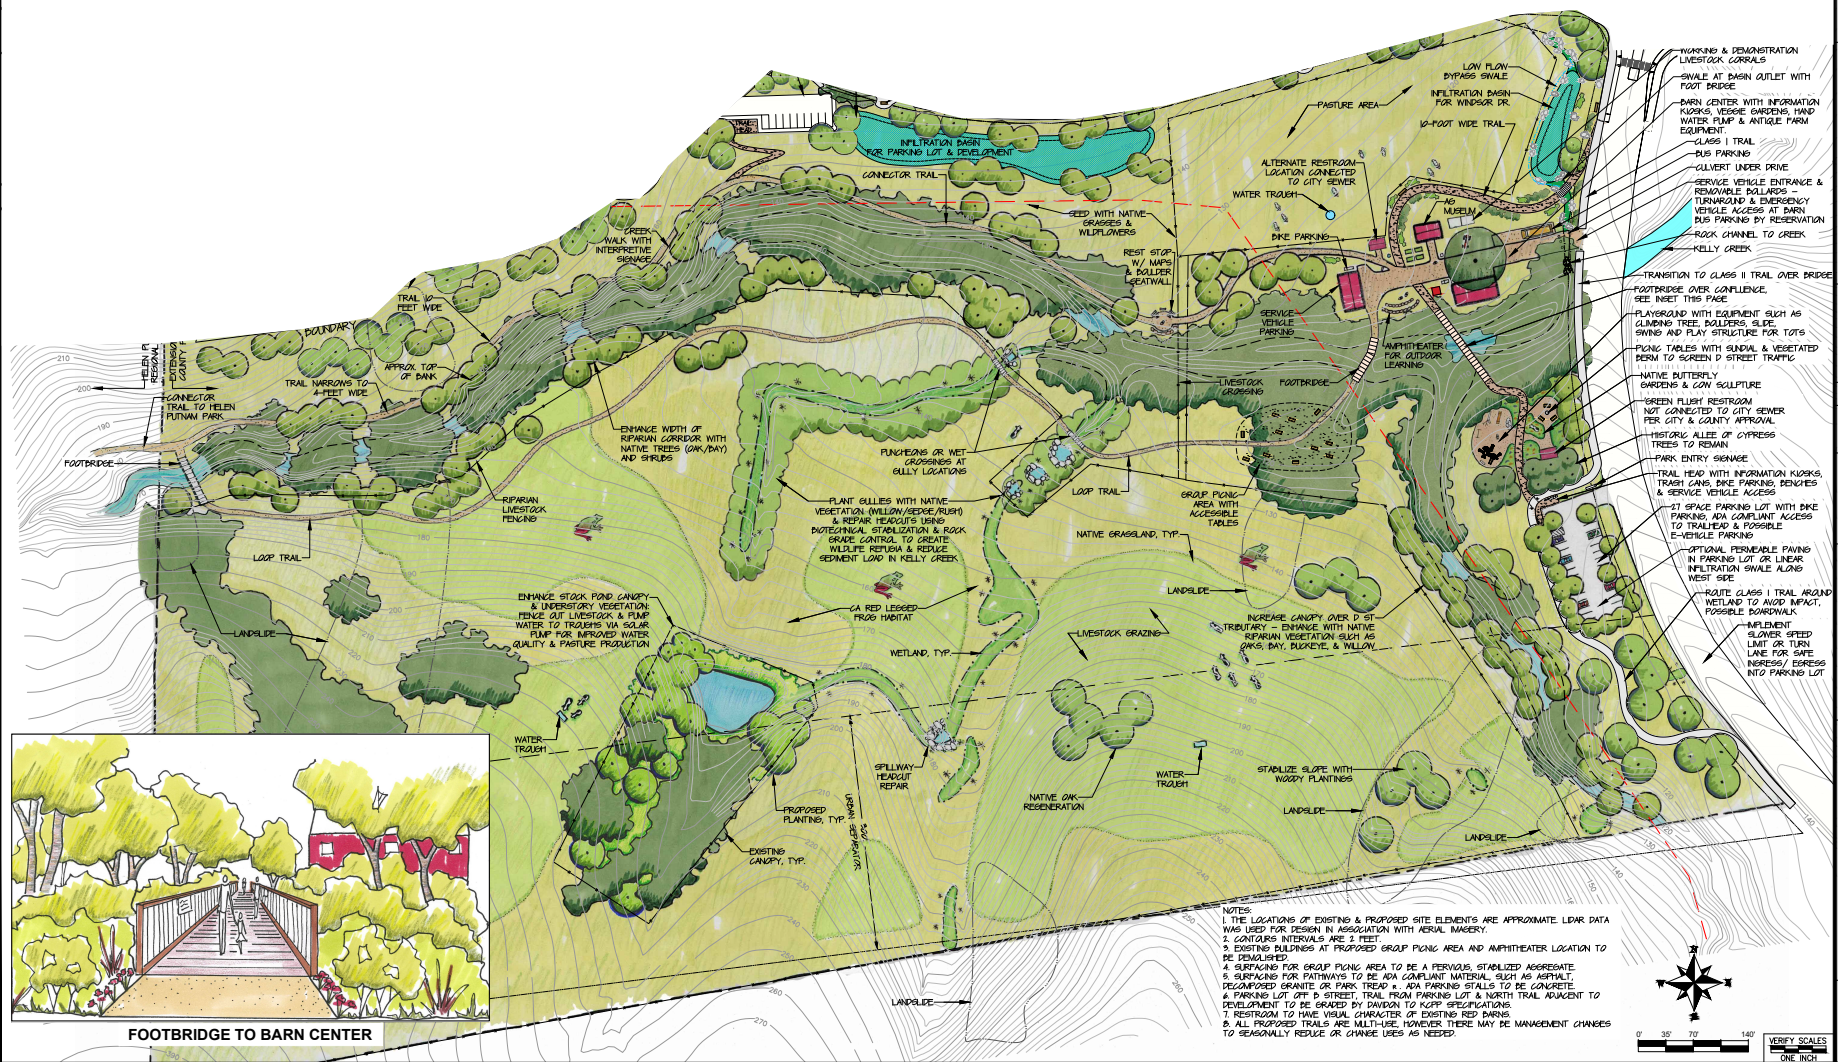 WORKING & DEMONSTRATION
LIVESTOCK CORRALS
SWALE AT BASIN OUTLET WITH
FOOT BRIDGE
BARN CENTER WITH INFORMATION
KIOSKS, VEGGIE GARDENS, HAND
WATER PUMP & ANTIQUE FARM
EQUIPMENT.
CLASS I TRAIL
BUS PARKING
CULVERT UNDER DRIVE
SERVICE VEHICLE ENTRANCE &
REMOVABLE BOLLARDS -
TURNAROUND & EMERGENCY
VEHICLE ACCESS AT BARN
BUS PARKING BY RESERVATION
ROCK CHANNEL TO CREEK
KELLY CREEK
TRANSITION TO CLASS II TRAIL OVER BRIDGE
FOOTBRIDGE OVER CONFLUENCE,
SEE INSET THIS PAGE
PLAYGROUND WITH EQUIPMENT SUCH AS
CLIMBING TREE, BOULDERS, SLIDE,
SWING AND PLAY STRUCTURE FOR TOTS
PICNIC TABLES WITH SUNDIAL & VEGETATED
BERM TO SCREEN D STREET TRAFFIC
NATIVE BUTTERFLY
GARDENS & COW SCULPTURE
'GREEN FLUSH' RESTROOM
NOT CONNECTED TO CITY SEWER
PER CITY & COUNTY APPROVAL
HISTORIC ALLEE OF CYPRESS
TREES TO REMAIN
PARK ENTRY SIGNAGE
TRAIL HEAD WITH INFORMATION KIOSKS,
TRASH CANS, BIKE PARKING, BENCHES
& SERVICE VEHICLE ACCESS
27 SPACE PARKING LOT WITH BIKE
PARKING, ADA COMPLIANT ACCESS
TO TRAILHEAD & POSSIBLE
E-VEHICLE PARKING
OPTIONAL PERMEABLE PAVING
IN PARKING LOT OR LINEAR
INFILTRATION SWALE ALONG
WEST SIDE
ROUTE CLASS I TRAIL AROUND
WETLAND TO AVOID IMPACT,
POSSIBLE BOARDWALK
IMPLEMENT
SLOWER SPEED
LIMIT OR TURN
LANE FOR SAFE
INGRESS/ EGRESS
INTO PARKING LOT
LOW FLOW
BYPASS SWALE
INFILTRATION BASIN
FOR WINDSOR DR.
PASTURE AREA
10-FOOT WIDE TRAIL
ALTERNATE RESTROOM
LOCATION CONNECTED
TO CITY SEWER
WATER TROUGH
AG
MUSEUM
BIKE PARKING
TRAIL
HEAD
INFILTRATION BASIN
FOR PARKING LOT & DEVELOPMENT
CONNECTOR TRAIL
SEED WITH NATIVE
GRASSES &
WILDFLOWERS
REST STOP
W/ MAPS
& BOULDER
SEATWALL
SERVICE
VEHICLE
PARKING
AMPHITHEATER
FOR OUTDOOR
LEARNING
LIVESTOCK
CROSSING
FOOTBRIDGE
CREEK
WALK WITH
INTERPRETIVE
SIGNAGE
TRAIL 10-
FEET WIDE
BOUNDARY
APPROX. TOP
OF BANK
TRAIL NARROWS TO
4-FEET WIDE
CONNECTOR
TRAIL TO HELEN
PUTNAM PARK
FOOTBRIDGE
ENHANCE WIDTH OF
RIPARIAN CORRIDOR WITH
NATIVE TREES (OAK/BAY)
AND SHRUBS
PUNCHEONS OR WET
CROSSINGS AT
GULLY LOCATIONS
LOOP TRAIL
GROUP PICNIC
AREA WITH
ACCESSIBLE
TABLES
RIPARIAN
LIVESTOCK
FENCING
LOOP TRAIL
PLANT GULLIES WITH NATIVE
VEGETATION (WILLOW/SEDGE/RUSH)
& REPAIR HEADCUTS USING
BIOTECHNICAL STABILIZATION & ROCK
GRADE CONTROL TO CREATE
WILDLIFE REFUGIA & REDUCE
SEDIMENT LOAD IN KELLY CREEK
NATIVE GRASSLAND, TYP.
LANDSLIDE
CA RED LEGGED
FROG HABITAT
LIVESTOCK GRAZING
WETLAND, TYP.
INCREASE CANOPY OVER D ST
TRIBUTARY - ENHANCE WITH NATIVE
RIPARIAN VEGETATION SUCH AS
OAKS, BAY, BUCKEYE, & WILLOW
ENHANCE STOCK POND CANOPY
& UNDERSTORY VEGETATION:
FENCE OUT LIVESTOCK & PUMP
WATER TO TROUGHS VIA SOLAR
PUMP FOR IMPROVED WATER
QUALITY & PASTURE PRODUCTION
LANDSLIDE
WATER
TROUGH
SPILLWAY
HEADCUT
REPAIR
PROPOSED
PLANTING, TYP.
EXISTING
CANOPY, TYP.
300'
URBAN SEPARATOR
NATIVE OAK
REGENERATION
WATER
TROUGH
STABILIZE SLOPE WITH
WOODY PLANTINGS
LANDSLIDE
LANDSLIDE
LANDSLIDE
FOOTBRIDGE TO BARN CENTER
NOTES:
1. THE LOCATIONS OF EXISTING & PROPOSED SITE ELEMENTS ARE APPROXIMATE. LIDAR DATA
WAS USED FOR DESIGN IN ASSOCIATION WITH AERIAL IMAGERY.
2. CONTOURS INTERVALS ARE 2 FEET.
3. EXISTING BUILDINGS AT PROPOSED GROUP PICNIC AREA AND AMPHITHEATER LOCATION TO
BE DEMOLISHED.
4. SURFACING FOR GROUP PICNIC AREA TO BE A PERVIOUS, STABILIZED AGGREGATE.
5. SURFACING FOR PATHWAYS TO BE ADA COMPLIANT MATERIAL, SUCH AS ASPHALT,
DECOMPOSED GRANITE OR PARK TREAD R. ADA PARKING STALLS TO BE CONCRETE.
6. PARKING LOT OFF D STREET, TRAIL FROM PARKING LOT & NORTH TRAIL ADJACENT TO
DEVELOPMENT TO BE GRADED BY DAVIDON TO KCPP SPECIFICATIONS.
7. RESTROOM TO HAVE VISUAL CHARACTER OF EXISTING RED BARNS.
8. ALL PROPOSED TRAILS ARE MULTI-USE, HOWEVER THERE MAY BE MANAGEMENT CHANGES
TO SEASONALLY REDUCE OR CHANGE USES AS NEEDED.
0' 35' 70' 140'
VERIFY SCALES
ONE INCH